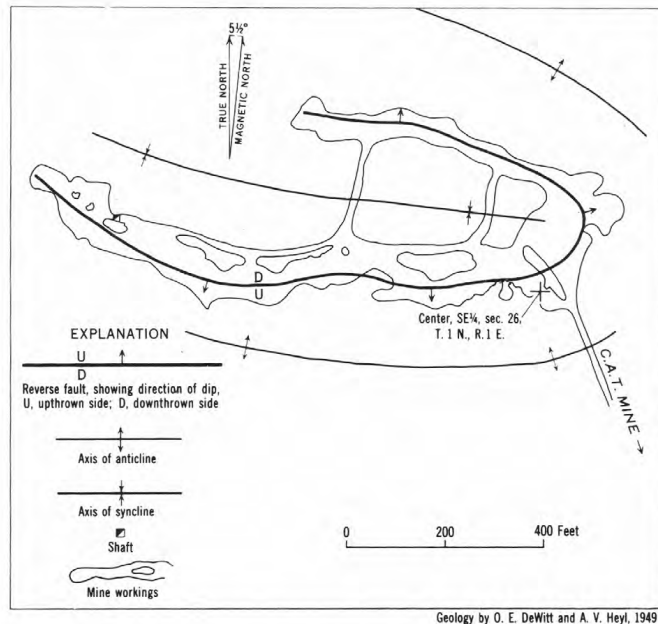 5½°
TRUE NORTH
MAGNETIC NORTH
D
U
Center, SE¼, sec. 26,
T. 1 N., R. 1 E.
C.A.T. MINE
EXPLANATION
U
D
Reverse fault, showing direction of dip,
U, upthrown side; D, downthrown side
Axis of anticline
Axis of syncline
Shaft
Mine workings
0 200 400 Feet
Geology by O. E. DeWitt and A. V. Heyl, 1949